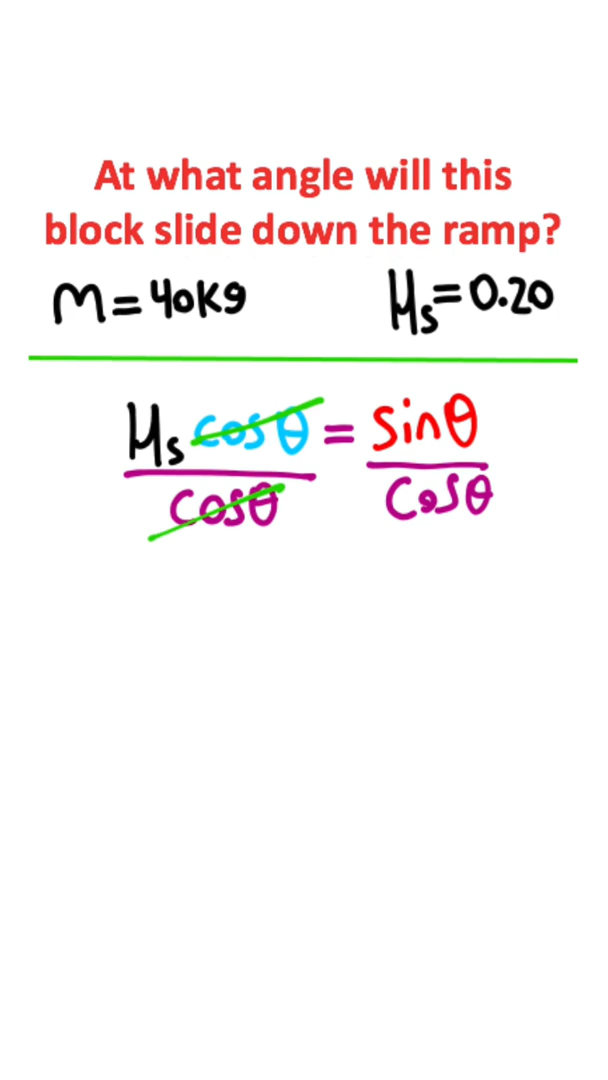 At what angle will this
block slide down the ramp?
m=40kg μs=0.20
μs cosθ = sinθ
cosθ cosθ